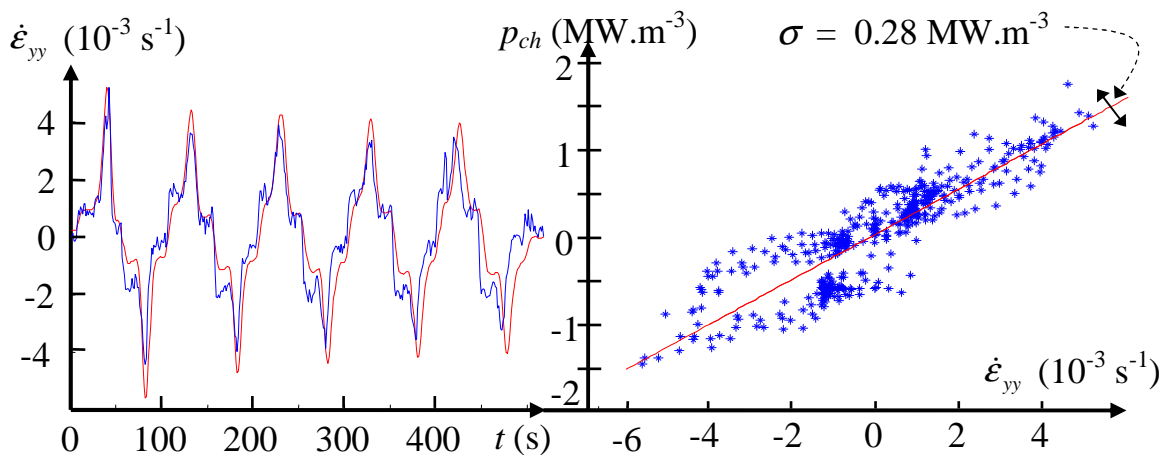 ε̇yy (10-3 s-1)
4
2
0
-2
-4
0 100 200 300 400 t (s)
pch (MW.m-3) σ = 0.28 MW.m-3
2
1
0
-1
-2
ε̇yy (10-3 s-1)
-6 -4 -2 0 2 4